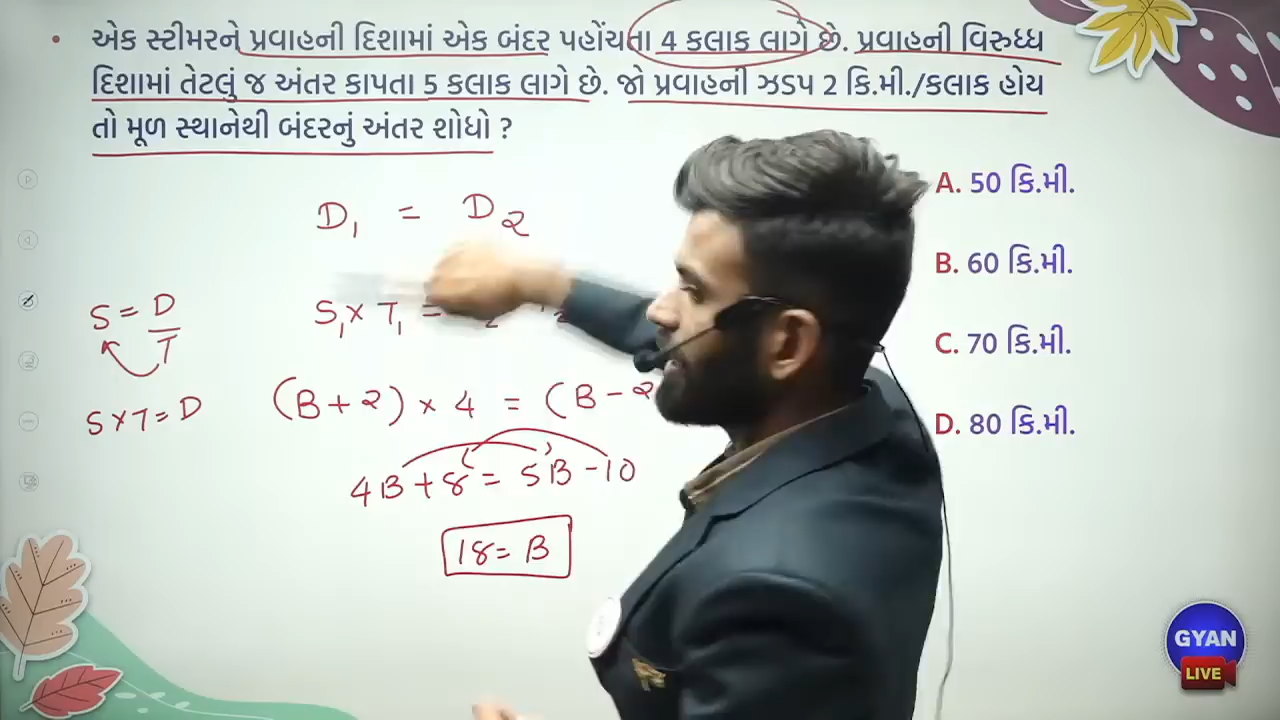 • એક સ્ટીમરને પ્રવાહની દિશામાં એક બંદર પહોંચતા 4 કલાક લાગે છે. પ્રવાહની વિરુધ્ધ
દિશામાં તેટલું જ અંતર કાપતા 5 કલાક લાગે છે. જો પ્રવાહની ઝડપ 2 કિ.મી./કલાક હોય
તો મૂળ સ્થાનેથી બંદરનું અંતર શોધો ?
A. 50 કિ.મી.
B. 60 કિ.મી.
C. 70 કિ.મી.
D. 80 કિ.મી.
D₁ = D₂
S₁ × T₁ =
S = D/T
S × T = D
(B + 2) × 4 = (B - 2
4B + 8 = 5B - 10
18 = B
GYAN
LIVE